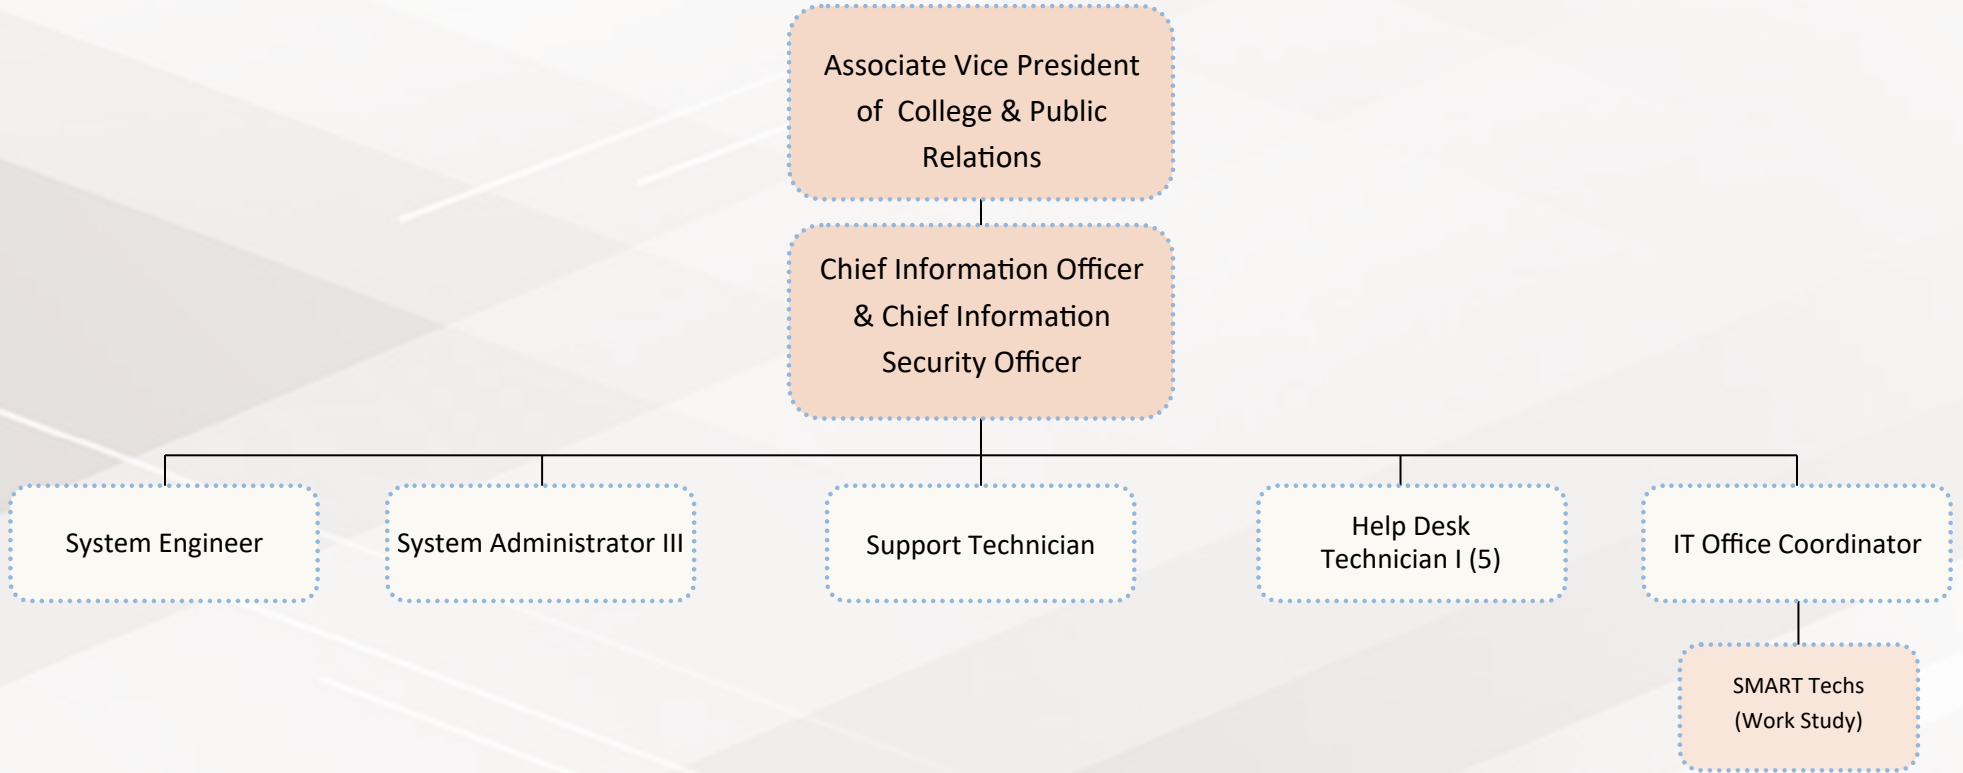 Associate Vice President
of College & Public
Relations
Chief Information Officer
& Chief Information
Security Officer
System Engineer
System Administrator III
Support Technician
Help Desk
Technician I (5)
IT Office Coordinator
SMART Techs
(Work Study)